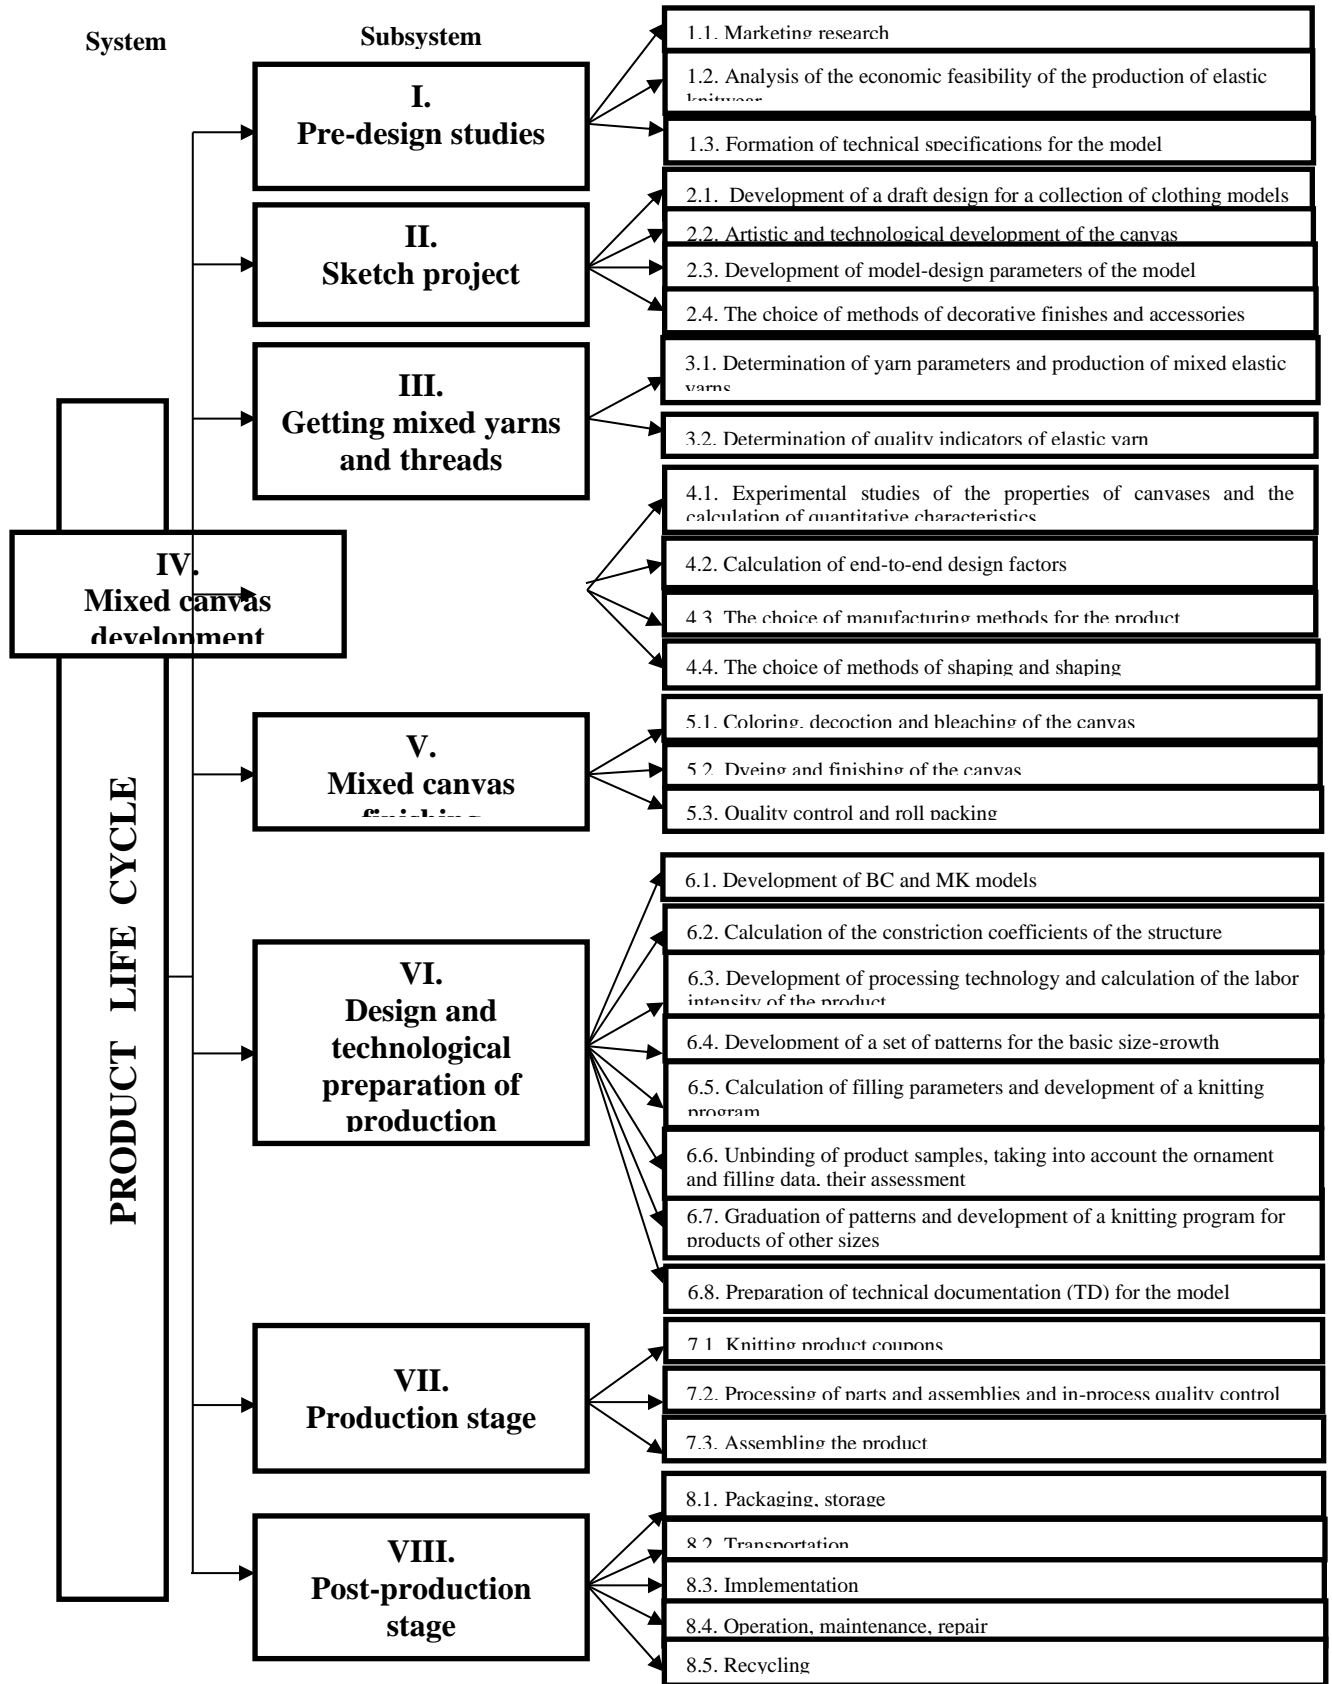 System
Subsystem
PRODUCT LIFE CYCLE
I.
Pre-design studies
1.1. Marketing research
1.2. Analysis of the economic feasibility of the production of elastic
knitwear
1.3. Formation of technical specifications for the model
II.
Sketch project
2.1. Development of a draft design for a collection of clothing models
2.2. Artistic and technological development of the canvas
2.3. Development of model-design parameters of the model
2.4. The choice of methods of decorative finishes and accessories
III.
Getting mixed yarns
and threads
3.1. Determination of yarn parameters and production of mixed elastic
yarns
3.2. Determination of quality indicators of elastic yarn
IV.
Mixed canvas
development
4.1. Experimental studies of the properties of canvases and the
calculation of quantitative characteristics
4.2. Calculation of end-to-end design factors
4.3. The choice of manufacturing methods for the product
4.4. The choice of methods of shaping and shaping
V.
Mixed canvas
finishing
5.1. Coloring, decoction and bleaching of the canvas
5.2. Dyeing and finishing of the canvas
5.3. Quality control and roll packing
VI.
Design and
technological
preparation of
production
6.1. Development of BC and MK models
6.2. Calculation of the constriction coefficients of the structure
6.3. Development of processing technology and calculation of the labor
intensity of the product
6.4. Development of a set of patterns for the basic size-growth
6.5. Calculation of filling parameters and development of a knitting
program
6.6. Unbinding of product samples, taking into account the ornament
and filling data, their assessment
6.7. Graduation of patterns and development of a knitting program for
products of other sizes
6.8. Preparation of technical documentation (TD) for the model
VII.
Production stage
7.1. Knitting product coupons
7.2. Processing of parts and assemblies and in-process quality control
7.3. Assembling the product
VIII.
Post-production
stage
8.1. Packaging, storage
8.2. Transportation
8.3. Implementation
8.4. Operation, maintenance, repair
8.5. Recycling